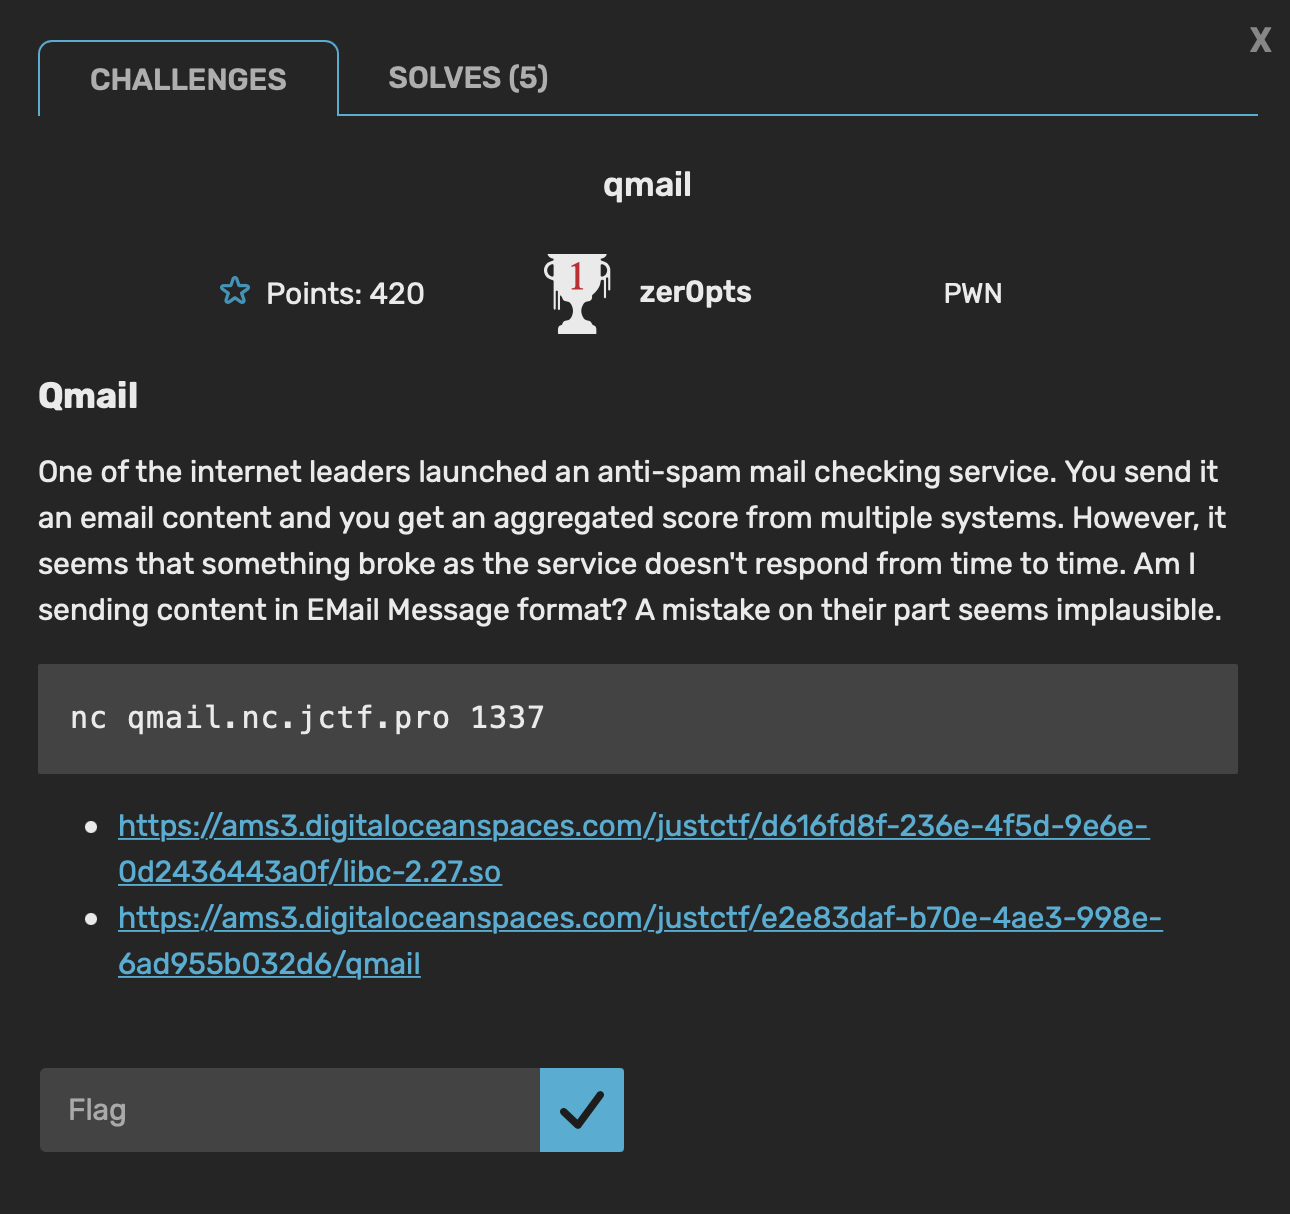 X
CHALLENGES
SOLVES (5)
qmail
Points: 420
1
zer0pts
PWN
Qmail
One of the internet leaders launched an anti-spam mail checking service. You send it
an email content and you get an aggregated score from multiple systems. However, it
seems that something broke as the service doesn't respond from time to time. Am I
sending content in EMail Message format? A mistake on their part seems implausible.
nc qmail.nc.jctf.pro 1337
https://ams3.digitaloceanspaces.com/justctf/d616fd8f-236e-4f5d-9e6e-
0d2436443a0f/libc-2.27.so
https://ams3.digitaloceanspaces.com/justctf/e2e83daf-b70e-4ae3-998e-
6ad955b032d6/qmail
Flag